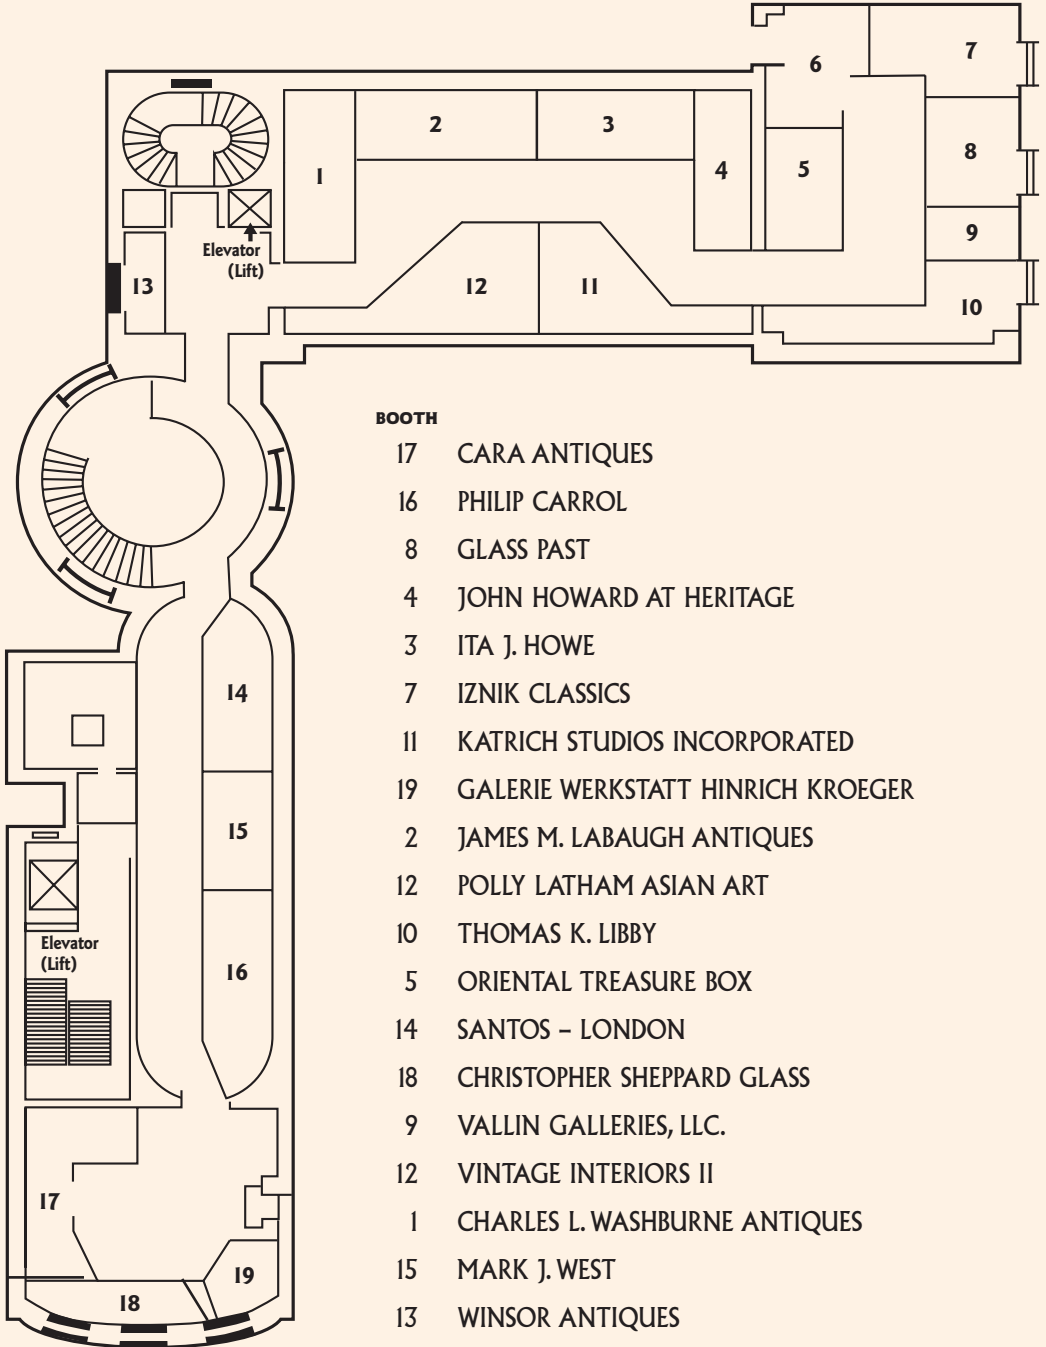 7
6
2
3
8
1
4
5
9
Elevator
(Lift)
13
12
11
10
BOOTH
17 CARA ANTIQUES
16 PHILIP CARROL
8 GLASS PAST
4 JOHN HOWARD AT HERITAGE
3 ITA J. HOWE
7 IZNIK CLASSICS
11 KATRICH STUDIOS INCORPORATED
19 GALERIE WERKSTATT HINRICH KROEGER
2 JAMES M. LABAUGH ANTIQUES
12 POLLY LATHAM ASIAN ART
10 THOMAS K. LIBBY
5 ORIENTAL TREASURE BOX
14 SANTOS – LONDON
18 CHRISTOPHER SHEPPARD GLASS
9 VALLIN GALLERIES, LLC.
12 VINTAGE INTERIORS II
1 CHARLES L. WASHBURNE ANTIQUES
15 MARK J. WEST
13 WINSOR ANTIQUES
14
15
Elevator
(Lift)
16
17
19
18